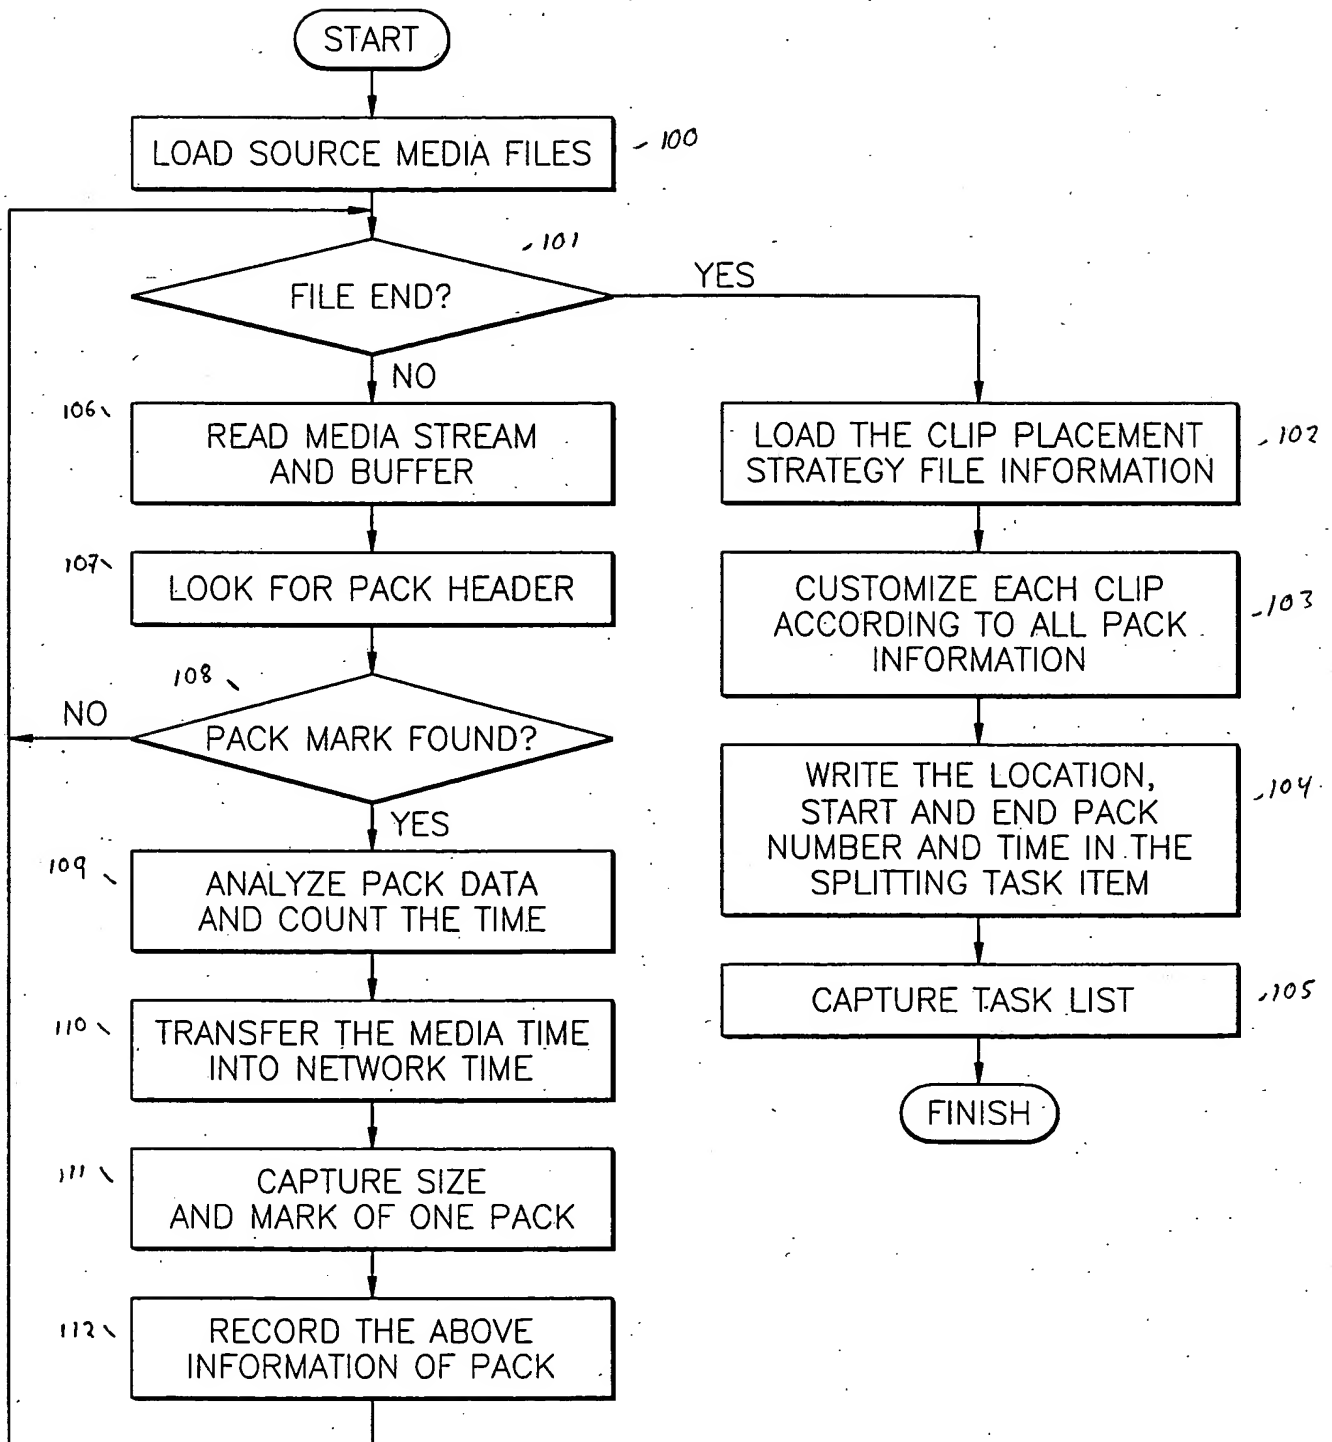 START
LOAD SOURCE MEDIA FILES
100
101
FILE END?
YES
NO
106
READ MEDIA STREAM
AND BUFFER
107
LOOK FOR PACK HEADER
108
NO
PACK MARK FOUND?
YES
109
ANALYZE PACK DATA
AND COUNT THE TIME
110
TRANSFER THE MEDIA TIME
INTO NETWORK TIME
111
CAPTURE SIZE
AND MARK OF ONE PACK
112
RECORD THE ABOVE
INFORMATION OF PACK
LOAD THE CLIP PLACEMENT
STRATEGY FILE INFORMATION
102
CUSTOMIZE EACH CLIP
ACCORDING TO ALL PACK
INFORMATION
103
WRITE THE LOCATION,
START AND END PACK
NUMBER AND TIME IN THE
SPLITTING TASK ITEM
104
CAPTURE TASK LIST
105
FINISH